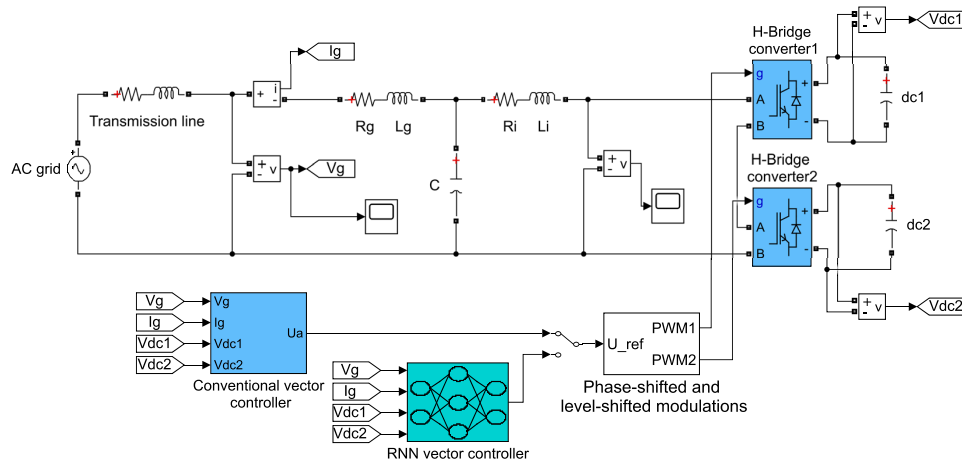 H-Bridge
converter1
Vdc1
+
-
v
Ig
g
+
i
-
A
B
-
+
dc1
Transmission line
Rg
Lg
Ri
Li
AC grid
+
+
-
v
Vg
C
+
-
v
H-Bridge
converter2
g
A
B
+
-
dc2
+
-
v
Vdc2
Vg
Ig
Vdc1
Vdc2
Vg
Ig
Vdc1
Vdc2
Ua
Conventional vector
controller
Vg
Ig
Vdc1
Vdc2
RNN vector controller
U_ref
PWM1
PWM2
Phase-shifted and
level-shifted modulations